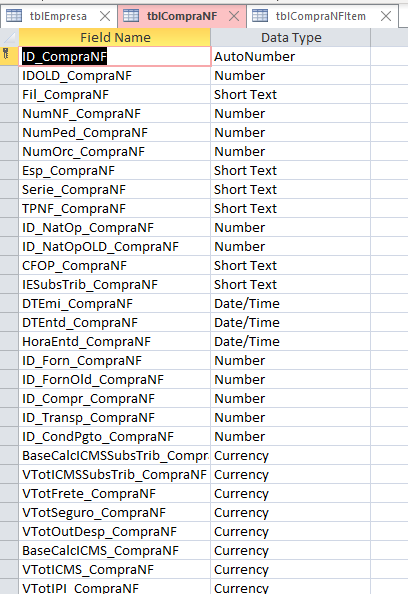 tblEmpresa tblCompraNF tblCompraNFItem
Field Name Data Type
ID_CompraNF AutoNumber
IDOLD_CompraNF Number
Fil_CompraNF Short Text
NumNF_CompraNF Number
NumPed_CompraNF Number
NumOrc_CompraNF Number
Esp_CompraNF Short Text
Serie_CompraNF Short Text
TPNF_CompraNF Short Text
ID_NatOp_CompraNF Number
ID_NatOpOLD_CompraNF Number
CFOP_CompraNF Short Text
IESubsTrib_CompraNF Short Text
DTEmi_CompraNF Date/Time
DTEntd_CompraNF Date/Time
HoraEntd_CompraNF Date/Time
ID_Forn_CompraNF Number
ID_FornOld_CompraNF Number
ID_Compr_CompraNF Number
ID_Transp_CompraNF Number
ID_CondPgto_CompraNF Number
BaseCalcICMSSubsTrib_Compra Currency
VTotICMSSubsTrib_CompraNF Currency
VTotFrete_CompraNF Currency
VTotSeguro_CompraNF Currency
VTotOutDesp_CompraNF Currency
BaseCalcICMS_CompraNF Currency
VTotICMS_CompraNF Currency
VTotIPI_CompraNF Currency